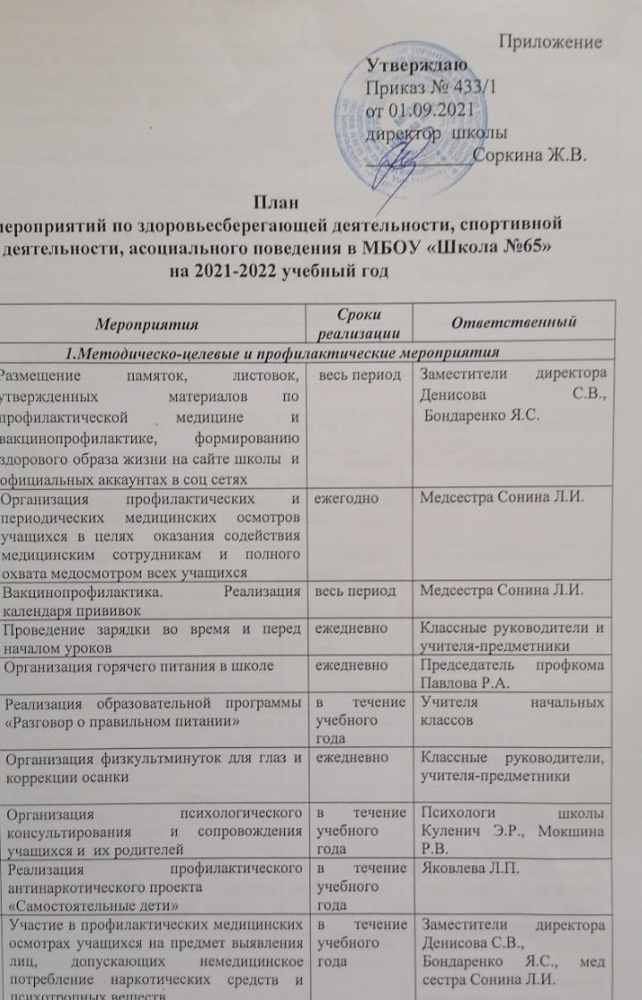 Приложение
Утверждаю
Приказ № 433/1
от 01.09.2021
директор школы
Соркина Ж.В.
План
мероприятий по здоровьесберегающей деятельности, спортивной
деятельности, асоциального поведения в МБОУ «Школа №65»
на 2021-2022 учебный год
Мероприятия
Сроки
реализации
Ответственный
1.Методическо-целевые и профилактические мероприятия
Размещение памяток, листовок,
утвержденных материалов по
профилактической медицине и
вакцинопрофилактике, формированию
здорового образа жизни на сайте школы и
официальных аккаунтах в соц сетях
весь период
Заместители директора
Денисова С.В.,
Бондаренко Я.С.
Организация профилактических и
периодических медицинских осмотров
учащихся в целях оказания содействия
медицинским сотрудникам и полного
охвата медосмотром всех учащихся
ежегодно
Медсестра Сонина Л.И.
Вакцинопрофилактика. Реализация
календаря прививок
весь период
Медсестра Сонина Л.И.
Проведение зарядки во время и перед
началом уроков
ежедневно
Классные руководители и
учителя-предметники
Организация горячего питания в школе
ежедневно
Председатель профкома
Павлова Р.А.
Реализация образовательной программы
«Разговор о правильном питании»
в течение
учебного
года
Учителя начальных
классов
Организация физкультминуток для глаз и
коррекции осанки
ежедневно
Классные руководители,
учителя-предметники
Организация психологического
консультирования и сопровождения
учащихся и их родителей
в течение
учебного
года
Психологи школы
Куленич Э.Р., Мокшина
Р.В.
Реализация профилактического
антинаркотического проекта
«Самостоятельные дети»
в течение
учебного
года
Яковлева Л.П.
Участие в профилактических медицинских
осмотрах учащихся на предмет выявления
лиц, допускающих немедицинское
потребление наркотических средств и
психотропных веществ
в течение
учебного
года
Заместители директора
Денисова С.В.,
Бондаренко Я.С., мед
сестра Сонина Л.И.